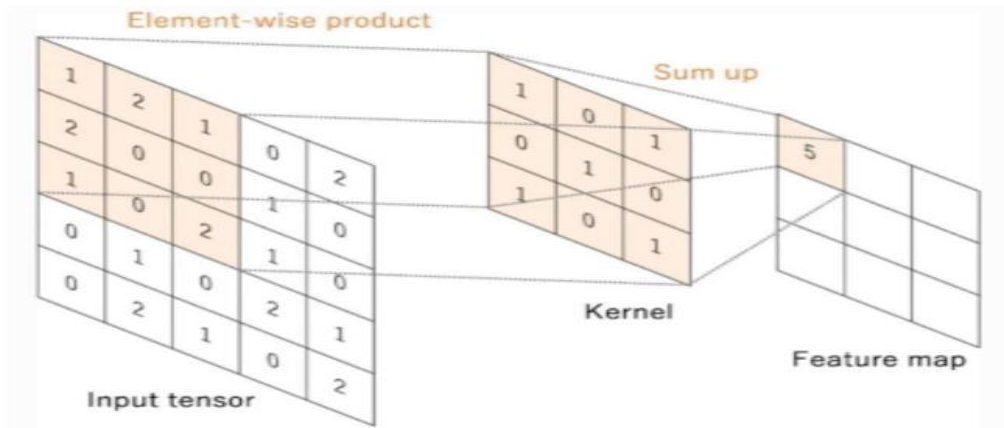 Element-wise product
Sum up
1 2 1 0 2
2 0 0 1 0
1 0 2 1 0
0 1 0 2 1
0 2 1 0 2
1 0 1
0 1 0
1 0 1
5
Kernel
Feature map
Input tensor